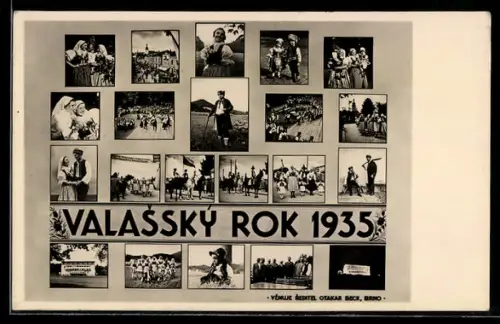 VALAŠSKÝ ROK 1935
• VĚNUJE ŘEDITEL OTAKAR BECK, BRNO •